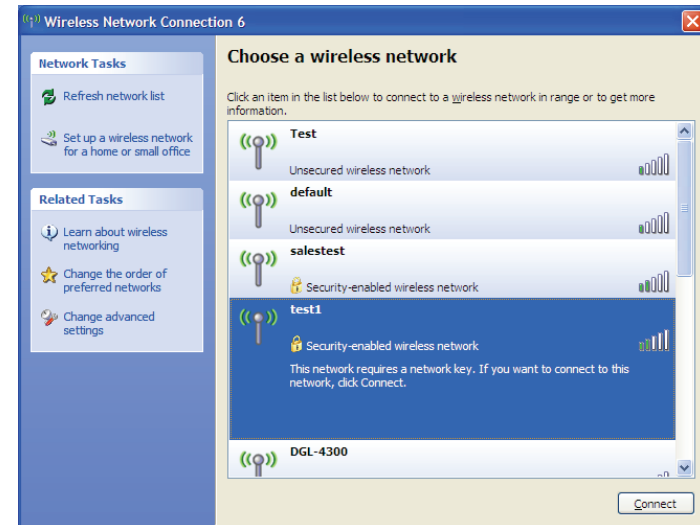 Wireless Network Connection 6
Network Tasks
Refresh network list
Set up a wireless network
for a home or small office
Related Tasks
Learn about wireless
networking
Change the order of
preferred networks
Change advanced
settings
Choose a wireless network
Click an item in the list below to connect to a wireless network in range or to get more
information.
Test
Unsecured wireless network
default
Unsecured wireless network
salestest
Security-enabled wireless network
test1
Security-enabled wireless network
This network requires a network key. If you want to connect to this
network, click Connect.
DGL-4300
Connect